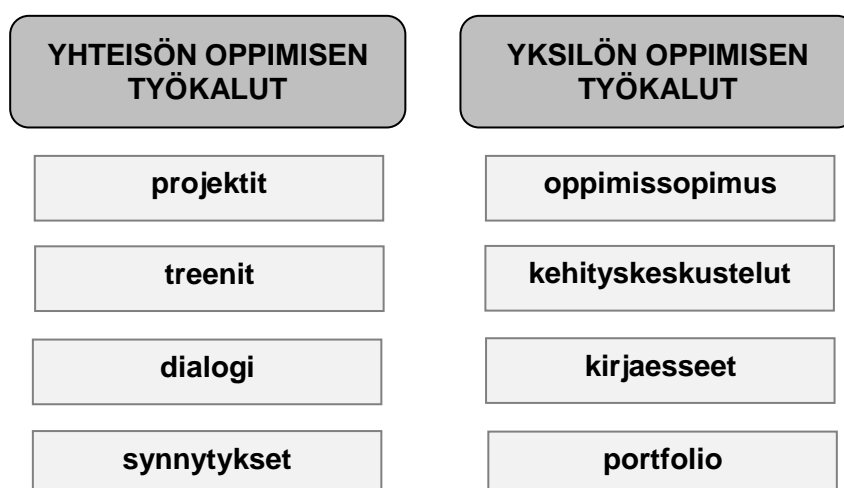 YHTEISÖN OPPIMISEN
TYÖKALUT
projektit
treenit
dialogi
synnytykset
YKSILÖN OPPIMISEN
TYÖKALUT
oppimissopimus
kehityskeskustelut
kirjaesseet
portfolio